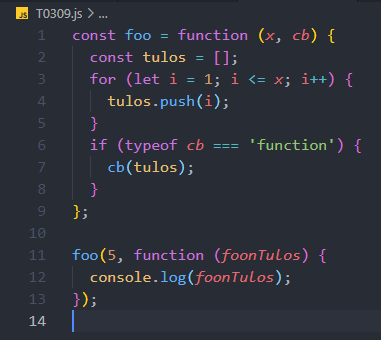 JS T0309.js > ...
1 const foo = function (x, cb) {
2   const tulos = [];
3   for (let i = 1; i <= x; i++) {
4     tulos.push(i);
5   }
6   if (typeof cb === 'function') {
7     cb(tulos);
8   }
9 };
10
11 foo(5, function (foonTulos) {
12   console.log(foonTulos);
13 });
14